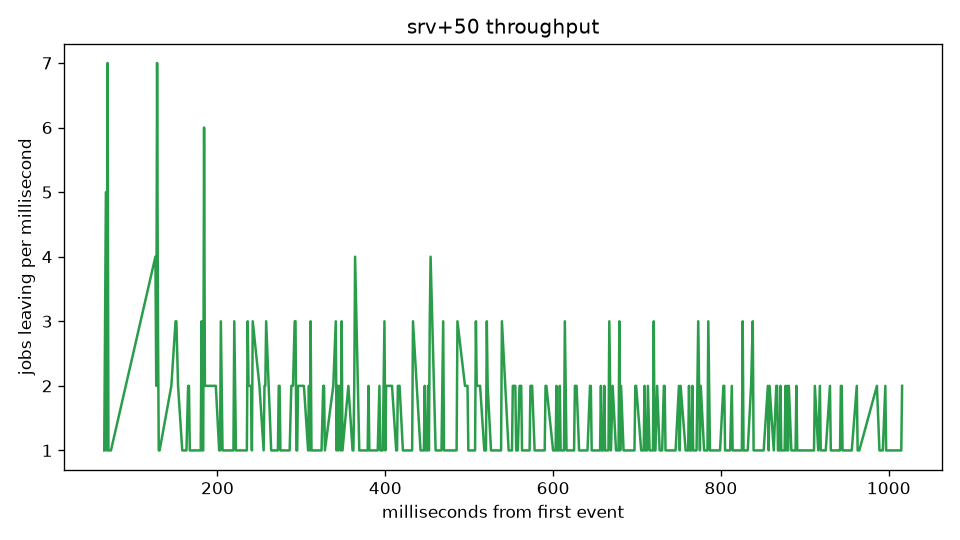 srv+50 throughput
jobs leaving per millisecond
7
6
5
4
3
2
1
200 400 600 800 1000
milliseconds from first event